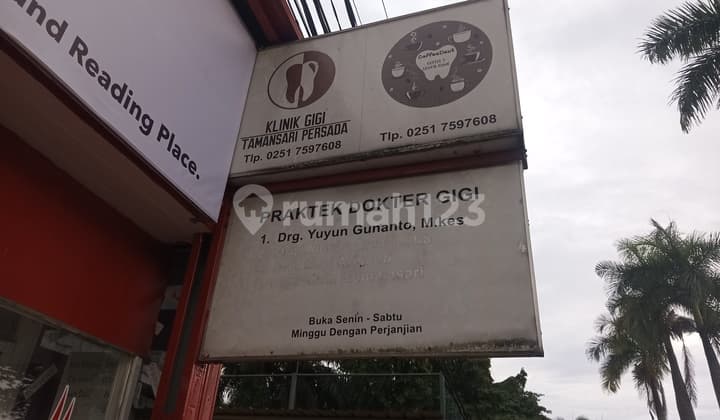 and Reading Place.
KLINIK GIGI
TAMANSARI PERSADA
Tlp. 0251 7597608
CoffeeDent
Tlp. 0251 7597608
PRAKTEK DOKTER GIGI
1. Drg. Yuyun Gunanto, M.kes
rumah123
Buka Senin - Sabtu
Minggu Dengan Perjanjian